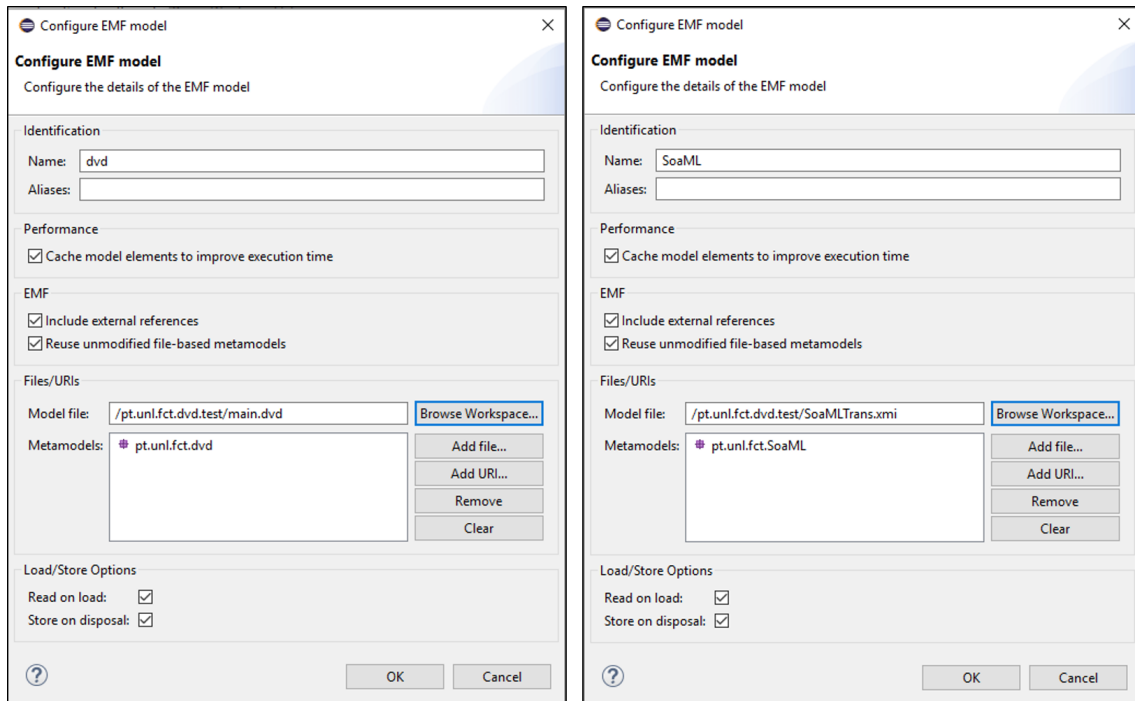 Configure EMF model
Configure EMF model
Configure the details of the EMF model
Identification
Name: dvd
Aliases:
Performance
Cache model elements to improve execution time
EMF
Include external references
Reuse unmodified file-based metamodels
Files/URIs
Model file: /pt.unl.fct.dvd.test/main.dvd Browse Workspace...
Metamodels: pt.unl.fct.dvd Add file...
Add URI...
Remove
Clear
Load/Store Options
Read on load:
Store on disposal:
? OK Cancel
Configure EMF model
Configure EMF model
Configure the details of the EMF model
Identification
Name: SoaML
Aliases:
Performance
Cache model elements to improve execution time
EMF
Include external references
Reuse unmodified file-based metamodels
Files/URIs
Model file: /pt.unl.fct.dvd.test/SoaMLTrans.xmi Browse Workspace...
Metamodels: pt.unl.fct.SoaML Add file...
Add URI...
Remove
Clear
Load/Store Options
Read on load:
Store on disposal:
? OK Cancel